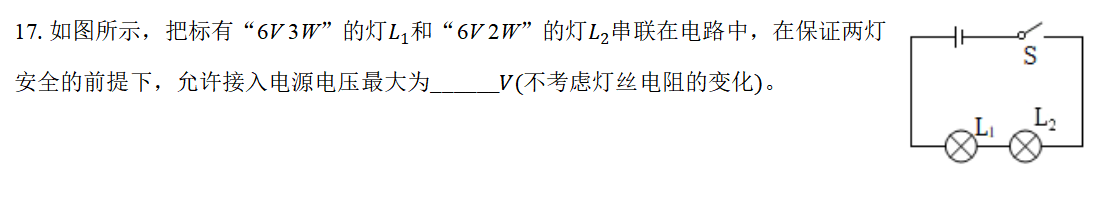 17. 如图所示，把标有“6V 3W”的灯L₁和“6V 2W”的灯L₂串联在电路中，在保证两灯
安全的前提下，允许接入电源电压最大为______V(不考虑灯丝电阻的变化)。
S
L₁
L₂